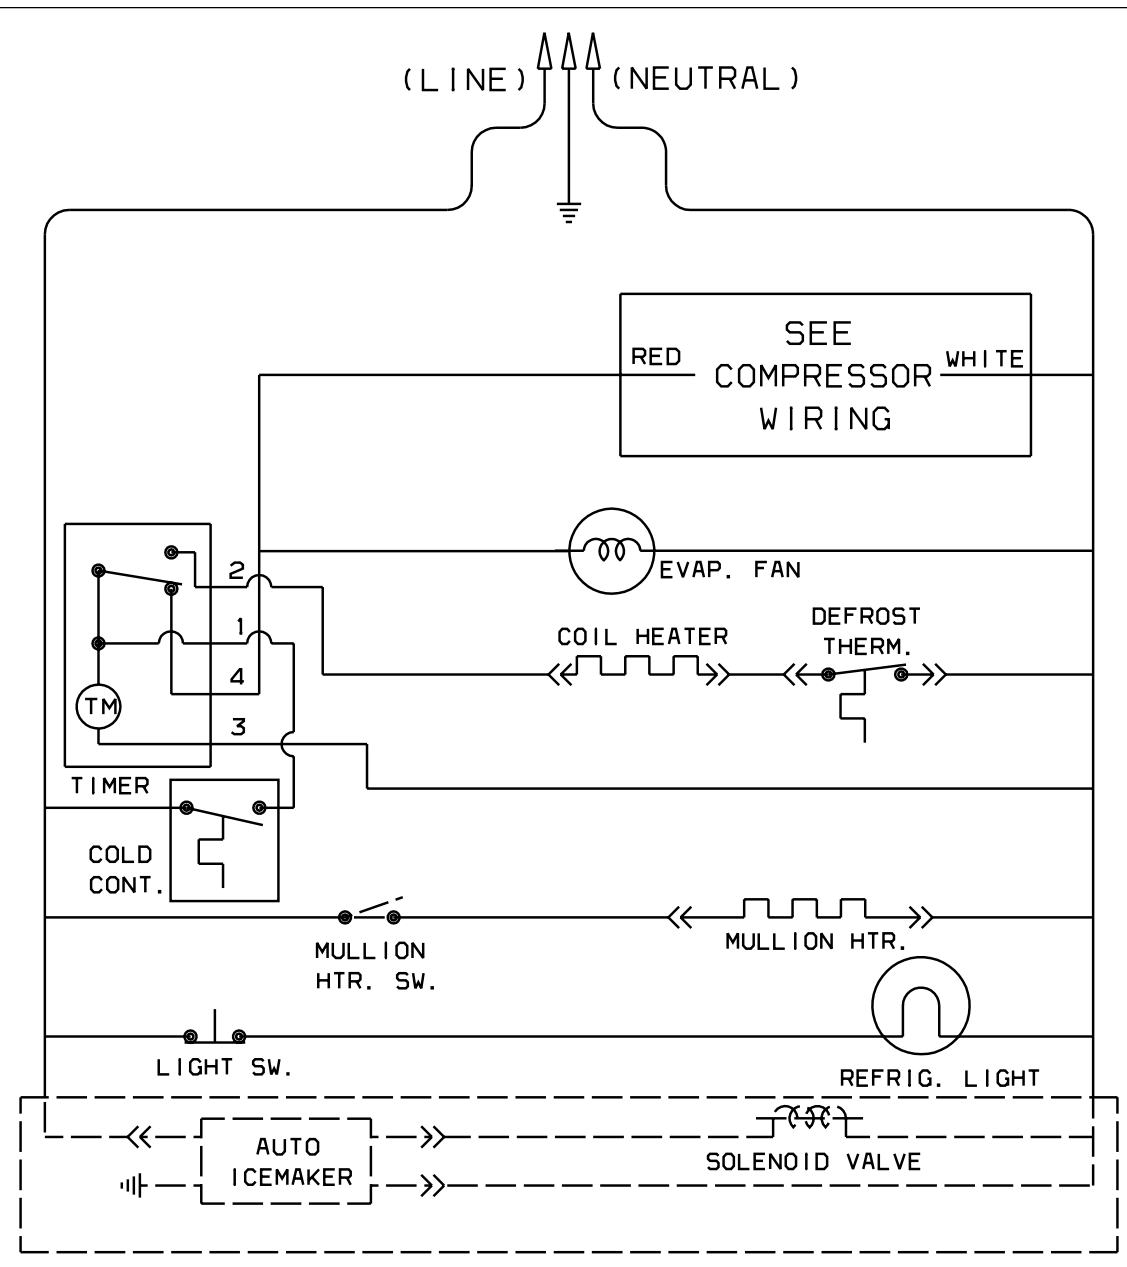 (LINE)
(NEUTRAL)
SEE
RED
WHITE
COMPRESSOR
WIRING
2
EVAP. FAN
1
COIL HEATER
DEFROST
THERM.
4
TM
3
TIMER
COLD
CONT.
MULLION
HTR. SW.
MULLION HTR.
LIGHT SW.
REFRIG. LIGHT
AUTO
ICEMAKER
SOLENOID VALVE